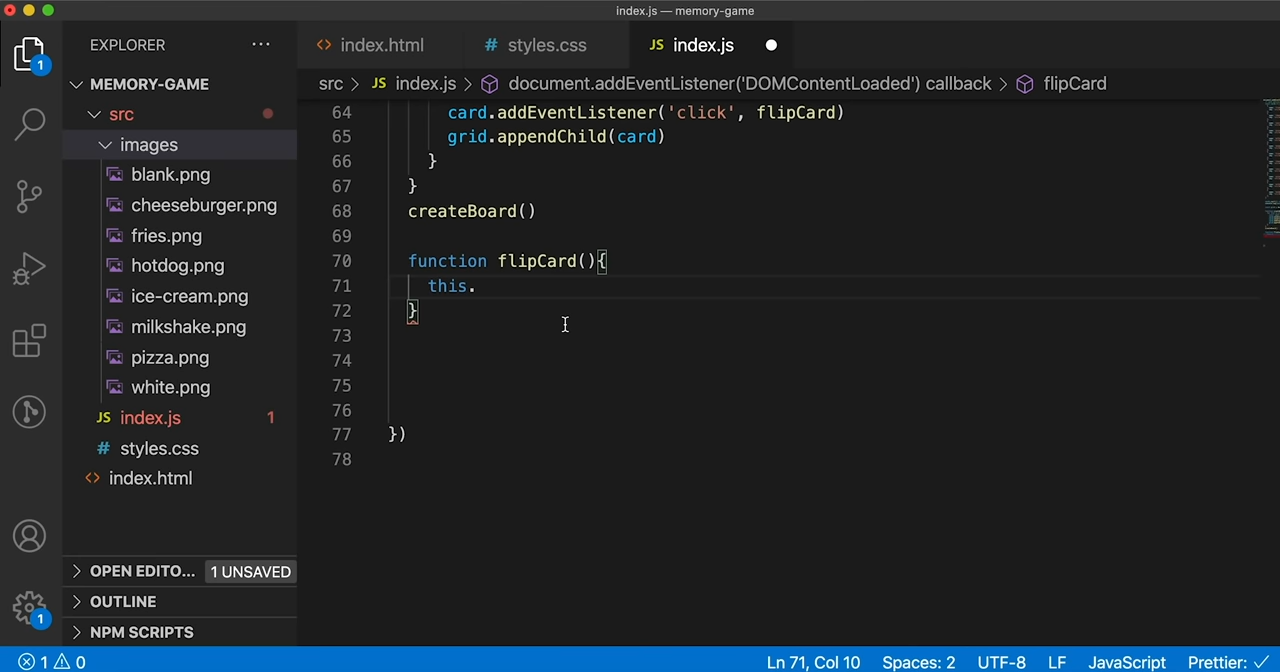 index.js — memory-game
EXPLORER
index.html
# styles.css
JS index.js
src > JS index.js > document.addEventListener('DOMContentLoaded') callback > flipCard
1
MEMORY-GAME
src
images
blank.png
cheeseburger.png
fries.png
hotdog.png
ice-cream.png
milkshake.png
pizza.png
white.png
JS index.js 1
# styles.css
<> index.html
OPEN EDITO... 1 UNSAVED
OUTLINE
NPM SCRIPTS
1
64 card.addEventListener('click', flipCard)
65 grid.appendChild(card)
66 }
67 }
68 createBoard()
69
70 function flipCard(){
71 this.
72 }
73
74
75
76
77 })
78
1 0
Ln 71, Col 10 Spaces: 2 UTF-8 LF JavaScript Prettier: ✓